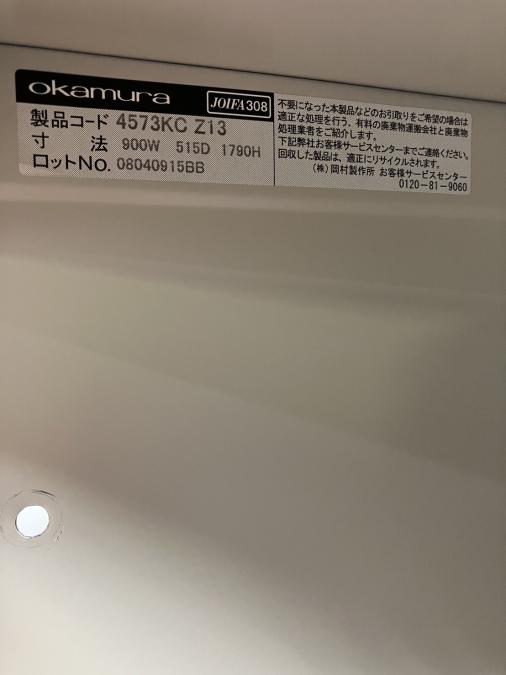 okamura JOIFA308
製品コード 4573KC Z13
寸 法 900W 515D 1790H
ロットNo. 08040915BB
不要になった本製品などのお引取りをご希望の場合は
適正な処理を行う、有料の廃棄物運搬会社と廃棄物
処理業者をご紹介します。
下記弊社お客様サービスセンターまでご連絡ください。
回収した製品は、適正にリサイクルされます。
(株)岡村製作所 お客様サービスセンター
0120-81-9060